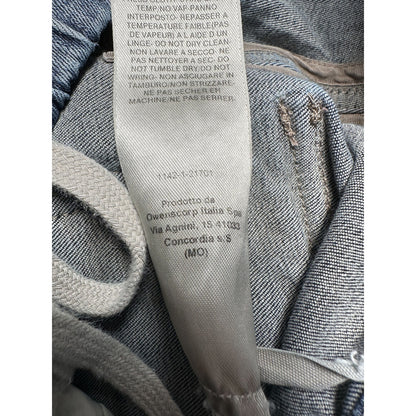 TEMP/NO VAP-PANNO
INTERPOSTO- REPASSER A
TEMPERATURE FAIBLE(PAS
DE VAPEUR) A L'AIDE D UN
LINGE- DO NOT DRY CLEAN
NON LAVARE A SECCO- NE
PAS NETTOYER A SEC- DO
NOT TUMBLE DRY/DO NOT
WRING- NON ASCIUGARE IN
TAMBURO/NON STRIZZARE-
NE PAS SECHER EN
MACHINE/NE PAS SERRER.
1142-1-21701
Prodotto da
Owenscorp Italia Spa
Via Agnini, 15 41033
Concordia s/S
(MO)